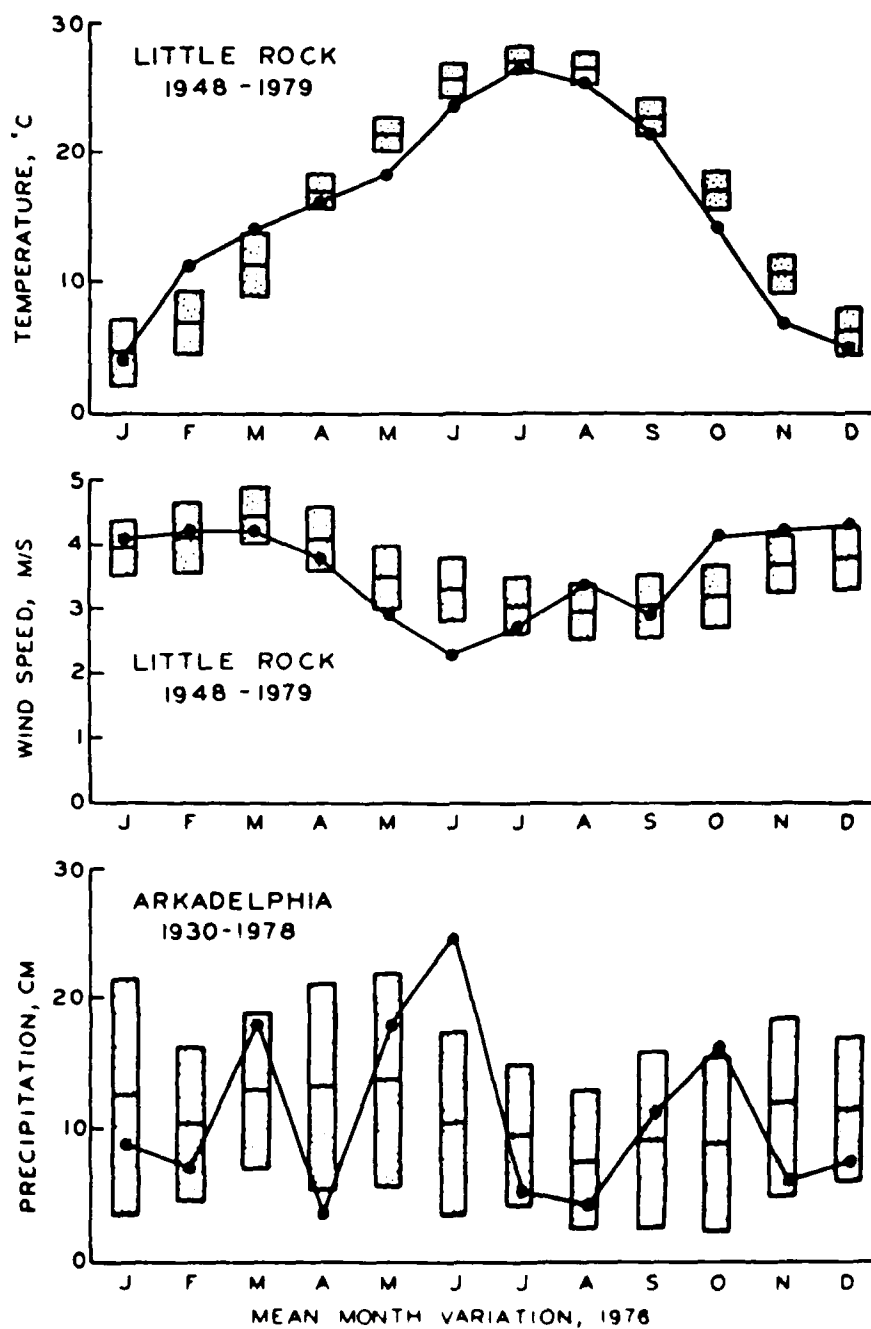 30
LITTLE ROCK
1948 - 1979
20
TEMPERATURE, °C
10
0
J F M A M J J A S O N D
5
4
3
WIND SPEED, M/S
LITTLE ROCK
1948 - 1979
2
1
0
J F M A M J J A S O N D
30
ARKADELPHIA
1930-1978
20
PRECIPITATION, CM
10
0
J F M A M J J A S O N D
MEAN MONTH VARIATION, 1976